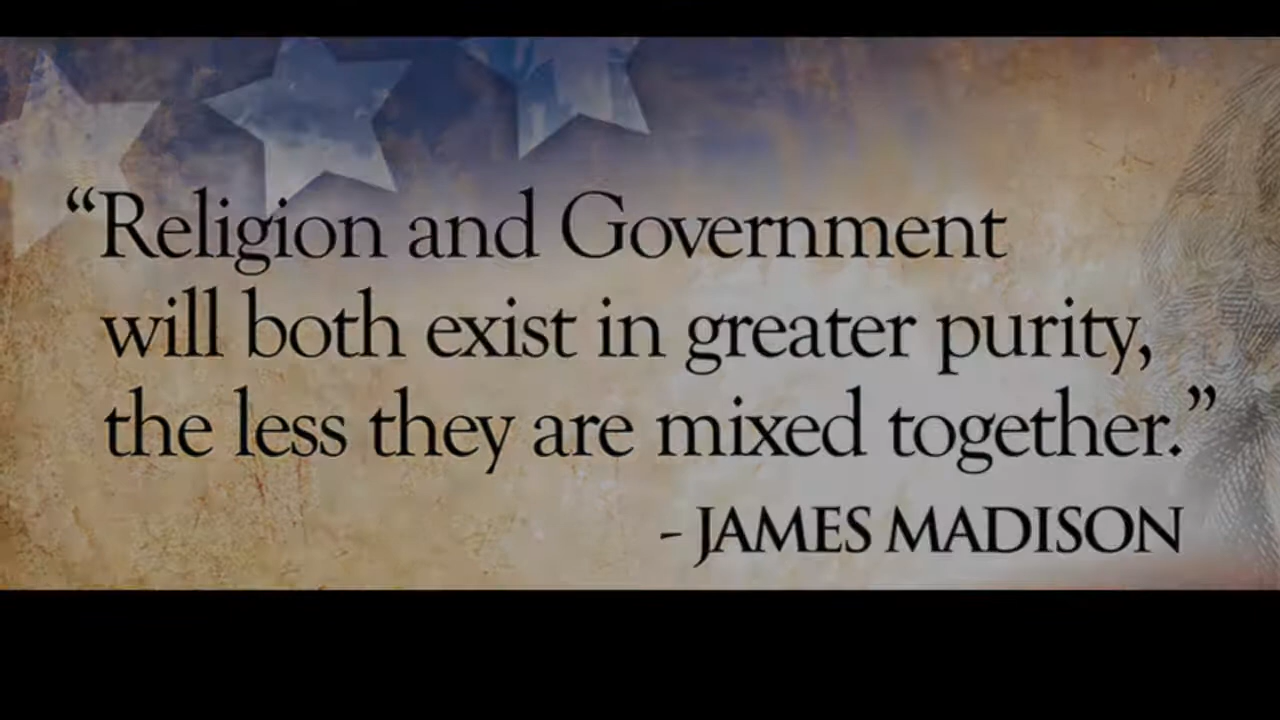 “Religion and Government
will both exist in greater purity,
the less they are mixed together.”
- JAMES MADISON